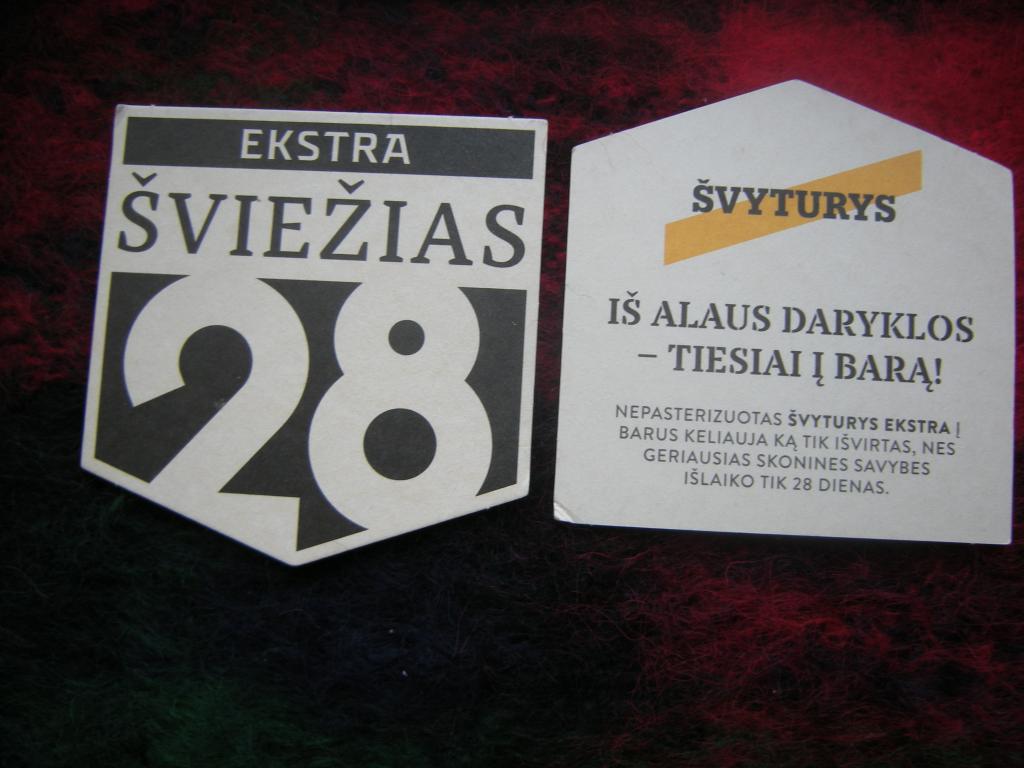 EKSTRA
ŠVIEŽIAS
28
ŠVYTURYS
IŠ ALAUS DARYKLOS
– TIESIAI Į BARĄ!
NEPASTERIZUOTAS ŠVYTURYS EKSTRA Į
BARUS KELIAUJA KĄ TIK IŠVIRTAS, NES
GERIAUSIAS SKONINES SAVYBES
IŠLAIKO TIK 28 DIENAS.